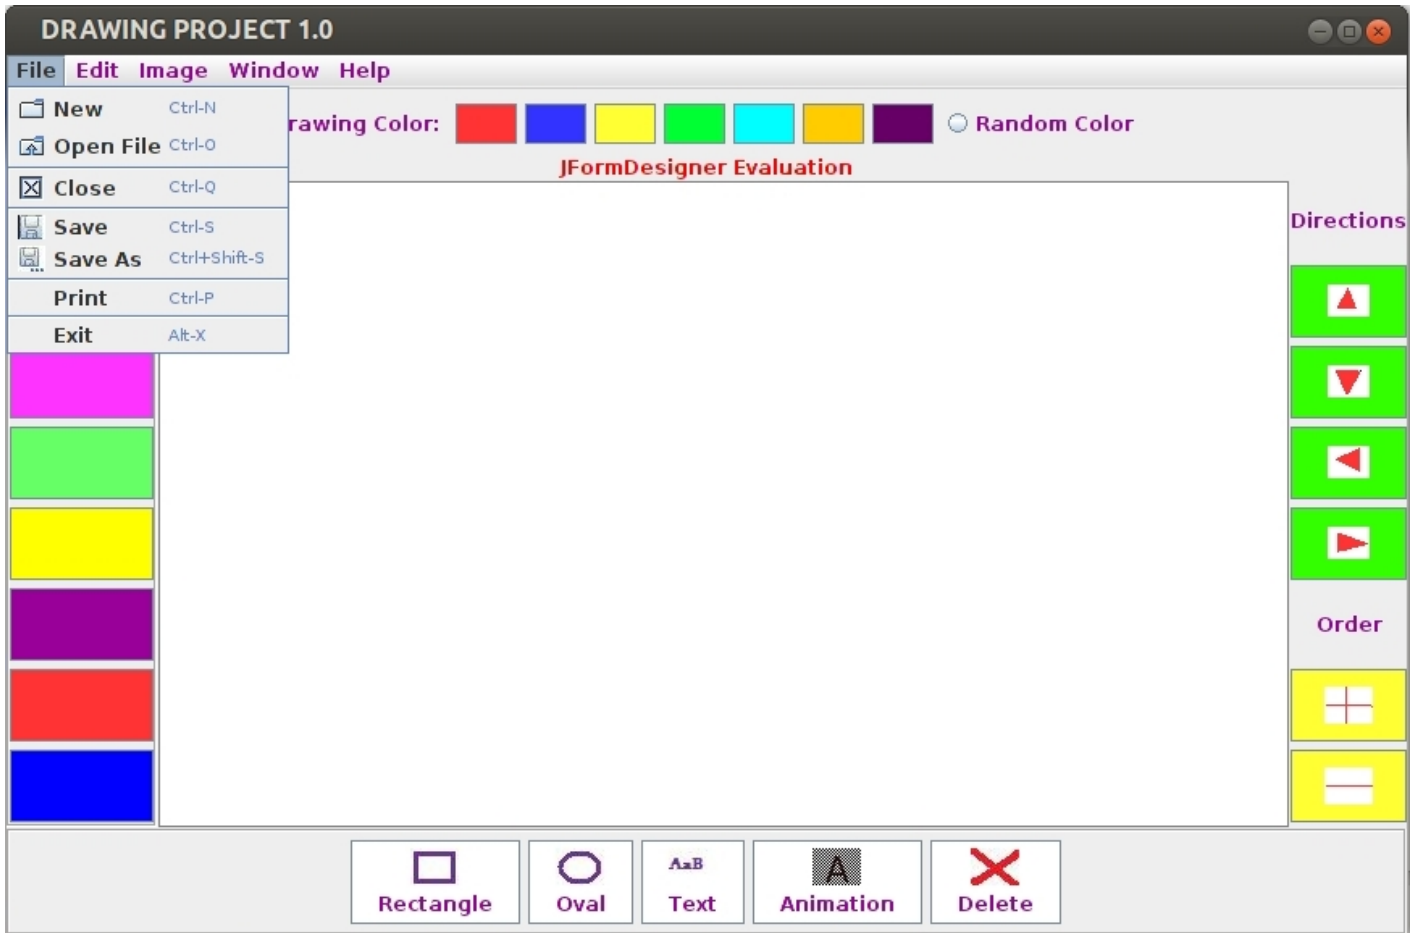 DRAWING PROJECT 1.0
File Edit Image Window Help
New Ctrl-N
Open File Ctrl-O
Close Ctrl-Q
Save Ctrl-S
Save As Ctrl+Shift-S
Print Ctrl-P
Exit Alt-X
rawing Color:
Random Color
JFormDesigner Evaluation
Directions
Order
AaB
Rectangle Oval Text Animation Delete
A